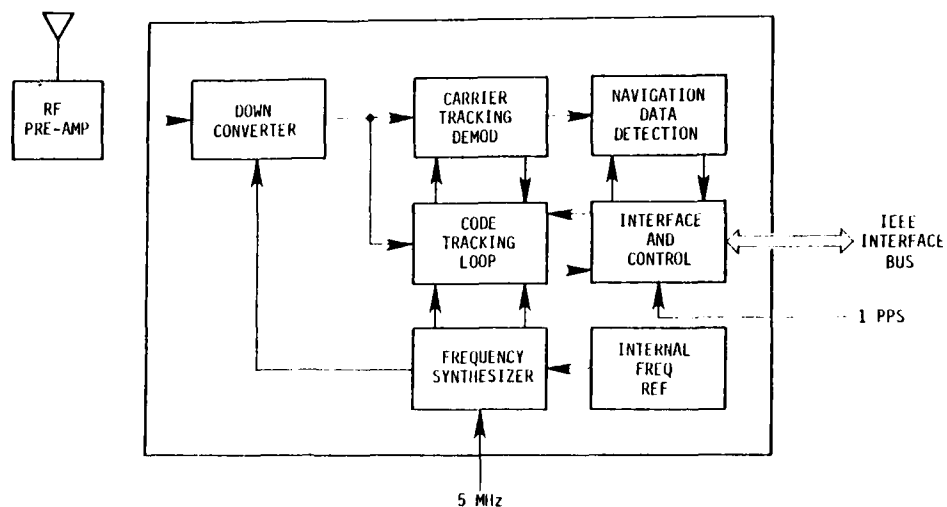 RF
PRE-AMP
DOWN
CONVERTER
CARRIER
TRACKING
DEMOD
NAVIGATION
DATA
DETECTION
CODE
TRACKING
LOOP
INTERFACE
AND
CONTROL
IEEE
INTERFACE
BUS
1 PPS
FREQUENCY
SYNTHESIZER
INTERNAL
FREQ
REF
5 MHz